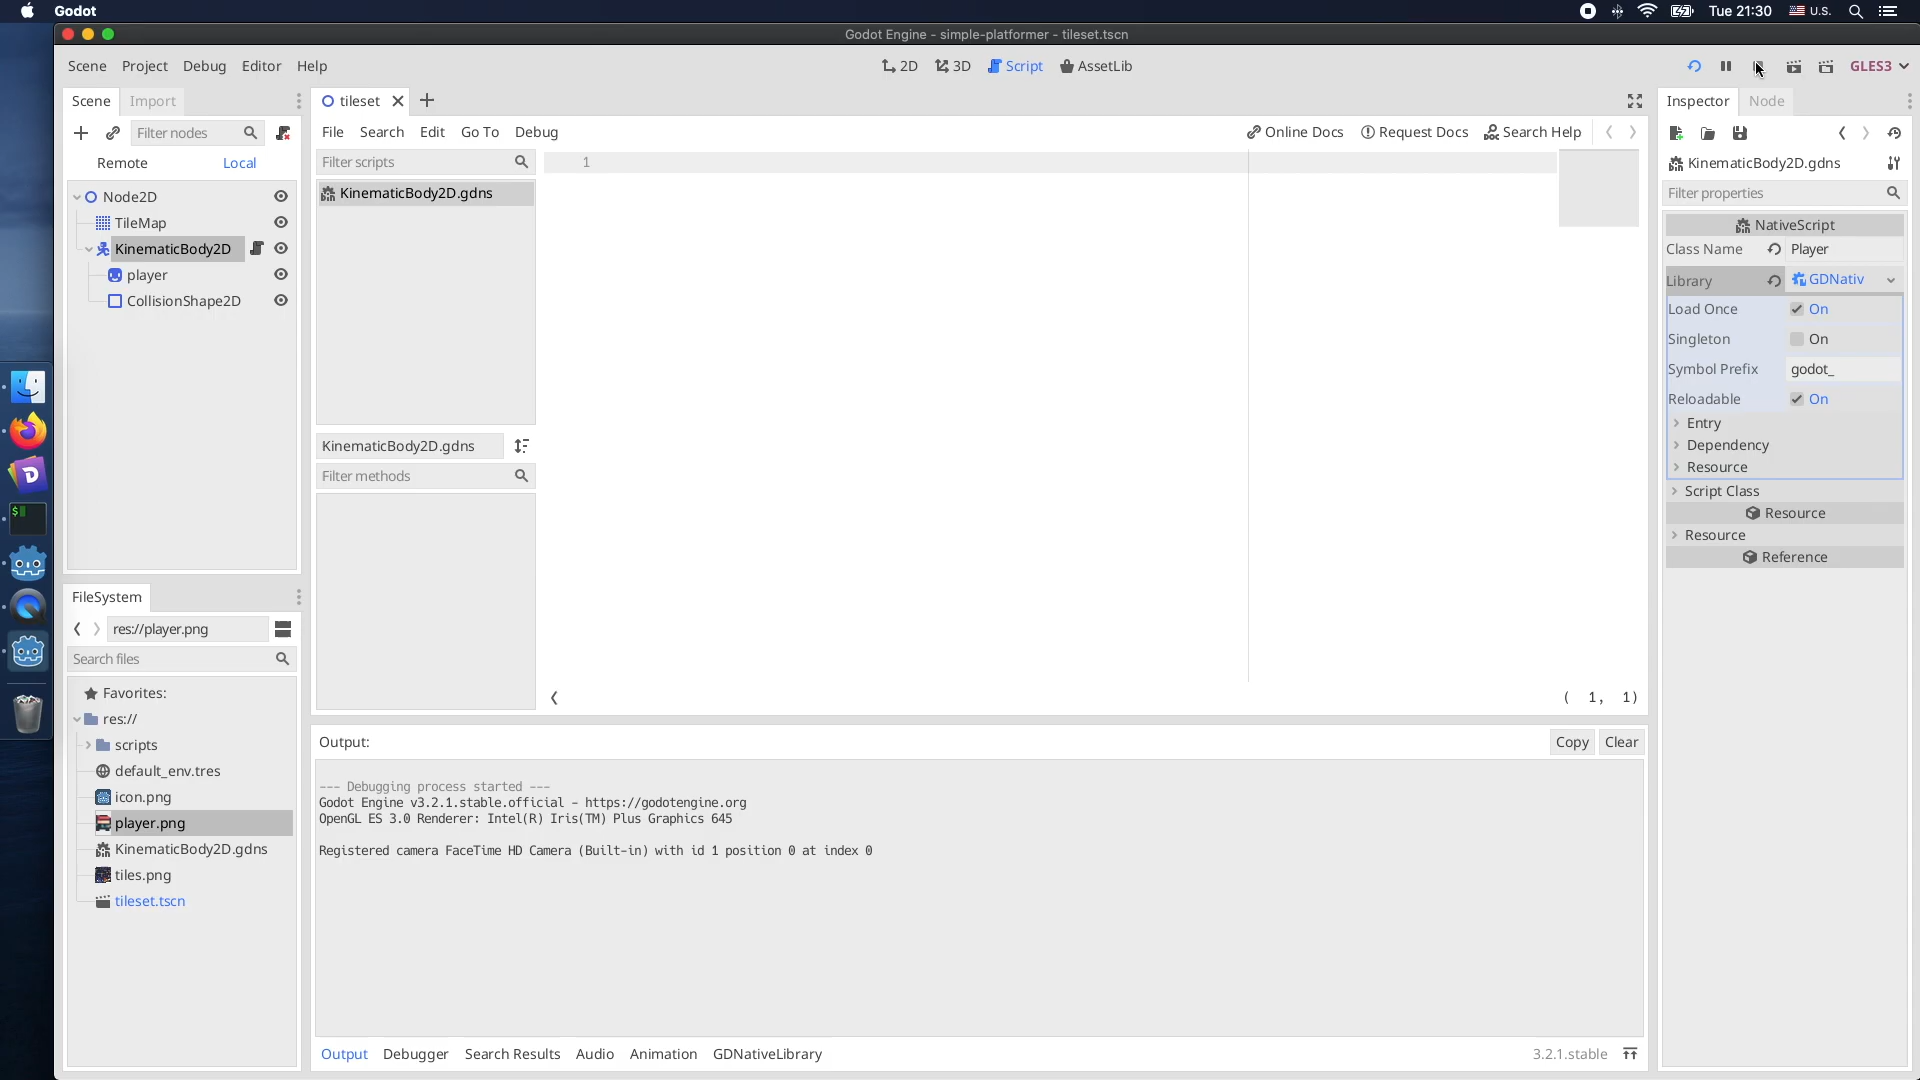 Godot
Tue 21:30
U.S.
Godot Engine - simple-platformer - tileset.tscn
Scene Project Debug Editor Help
2D 3D Script AssetLib
GLES3
Scene Import
tileset
Inspector Node
Filter nodes
File Search Edit Go To Debug
Online Docs Request Docs Search Help
Remote Local
Filter scripts
1
KinematicBody2D.gdns
Filter properties
Node2D
TileMap
KinematicBody2D
player
CollisionShape2D
KinematicBody2D.gdns
KinematicBody2D.gdns
Filter methods
NativeScript
Class Name Player
Library GDNativ
Load Once On
Singleton On
Symbol Prefix godot_
Reloadable On
Entry
Dependency
Resource
Script Class
Resource
Resource
Reference
FileSystem
res://player.png
Search files
Favorites:
res://
scripts
default_env.tres
icon.png
player.png
KinematicBody2D.gdns
tiles.png
tileset.tscn
( 1, 1)
Output:
Copy Clear
--- Debugging process started ---
Godot Engine v3.2.1.stable.official - https://godotengine.org
OpenGL ES 3.0 Renderer: Intel(R) Iris(TM) Plus Graphics 645
Registered camera FaceTime HD Camera (Built-in) with id 1 position 0 at index 0
Output Debugger Search Results Audio Animation GDNativeLibrary
3.2.1.stable